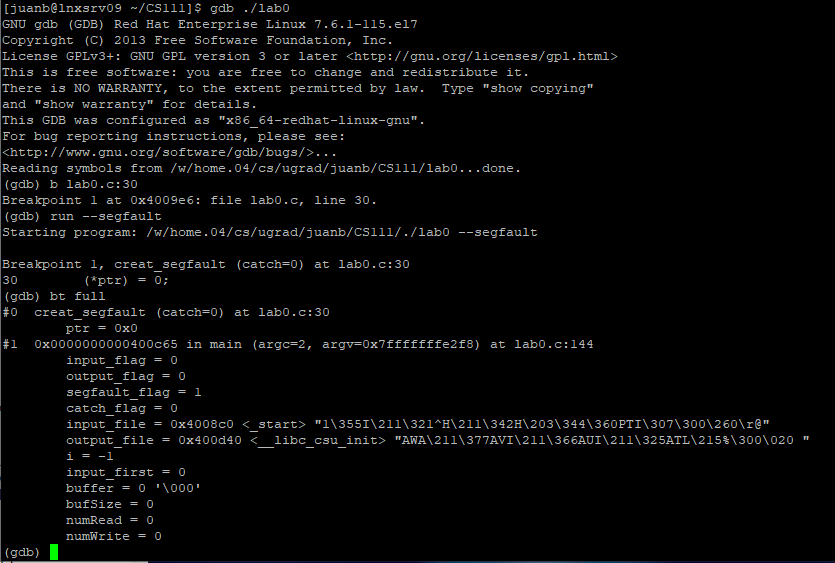 [juanb@lnxsrv09 ~/CS111]$ gdb ./lab0
GNU gdb (GDB) Red Hat Enterprise Linux 7.6.1-115.el7
Copyright (C) 2013 Free Software Foundation, Inc.
License GPLv3+: GNU GPL version 3 or later <http://gnu.org/licenses/gpl.html>
This is free software: you are free to change and redistribute it.
There is NO WARRANTY, to the extent permitted by law.  Type "show copying"
and "show warranty" for details.
This GDB was configured as "x86_64-redhat-linux-gnu".
For bug reporting instructions, please see:
<http://www.gnu.org/software/gdb/bugs/>...
Reading symbols from /w/home.04/cs/ugrad/juanb/CS111/lab0...done.
(gdb) b lab0.c:30
Breakpoint 1 at 0x4009e6: file lab0.c, line 30.
(gdb) run --segfault
Starting program: /w/home.04/cs/ugrad/juanb/CS111/./lab0 --segfault

Breakpoint 1, creat_segfault (catch=0) at lab0.c:30
30        (*ptr) = 0;
(gdb) bt full
#0  creat_segfault (catch=0) at lab0.c:30
        ptr = 0x0
#1  0x0000000000400c65 in main (argc=2, argv=0x7fffffffe2f8) at lab0.c:144
        input_flag = 0
        output_flag = 0
        segfault_flag = 1
        catch_flag = 0
        input_file = 0x4008c0 <_start> "1\355I\211\321^H\211\342H\203\344\360PTI\307\300\260\r@"
        output_file = 0x400d40 <__libc_csu_init> "AWA\211\377AVI\211\366AUI\211\325ATL\215%\300\020 "
        i = -1
        input_first = 0
        buffer = 0 '\000'
        bufSize = 0
        numRead = 0
        numWrite = 0
(gdb)